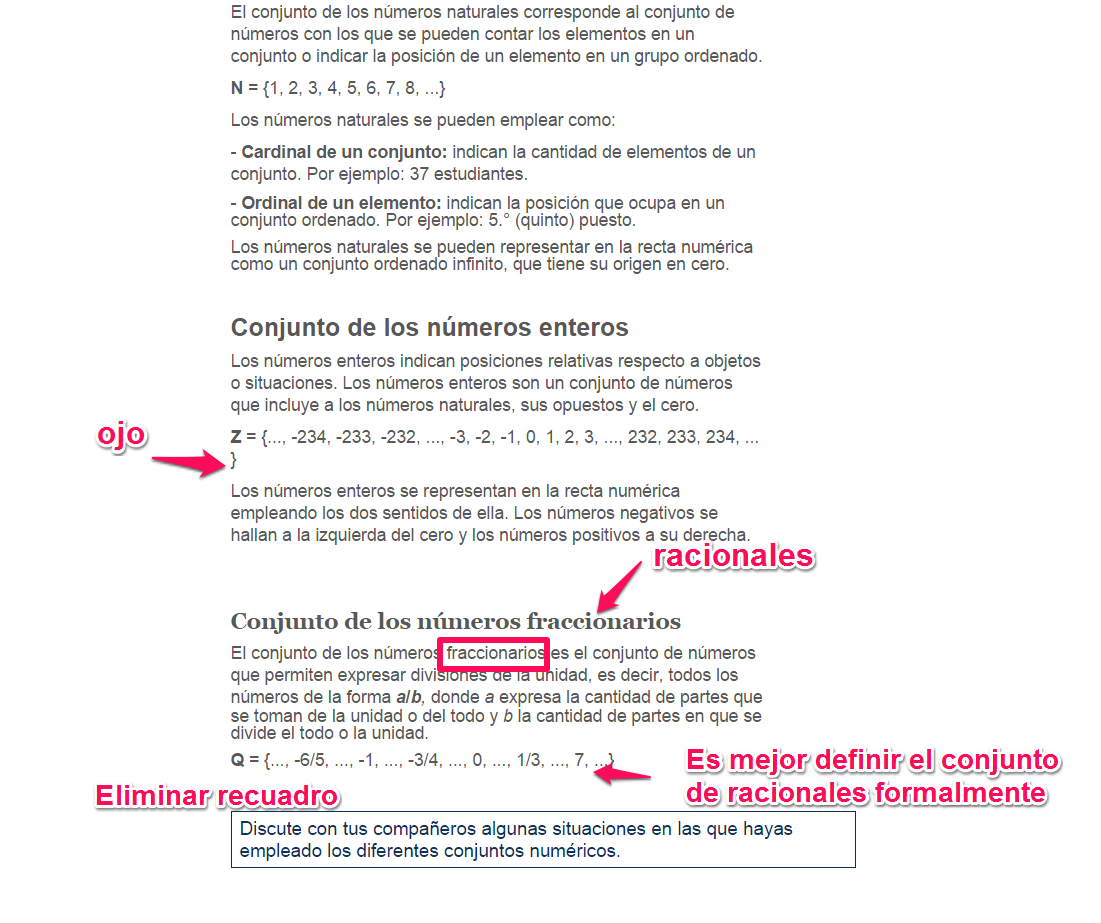 El conjunto de los números naturales corresponde al conjunto de
números con los que se pueden contar los elementos en un
conjunto o indicar la posición de un elemento en un grupo ordenado.
N = {1, 2, 3, 4, 5, 6, 7, 8, ...}
Los números naturales se pueden emplear como:
- Cardinal de un conjunto: indican la cantidad de elementos de un
conjunto. Por ejemplo: 37 estudiantes.
- Ordinal de un elemento: indican la posición que ocupa en un
conjunto ordenado. Por ejemplo: 5.° (quinto) puesto.
Los números naturales se pueden representar en la recta numérica
como un conjunto ordenado infinito, que tiene su origen en cero.
Conjunto de los números enteros
Los números enteros indican posiciones relativas respecto a objetos
o situaciones. Los números enteros son un conjunto de números
que incluye a los números naturales, sus opuestos y el cero.
ojo
Z = {..., -234, -233, -232, ..., -3, -2, -1, 0, 1, 2, 3, ..., 232, 233, 234, ...
}
Los números enteros se representan en la recta numérica
empleando los dos sentidos de ella. Los números negativos se
hallan a la izquierda del cero y los números positivos a su derecha.
racionales
Conjunto de los números fraccionarios
El conjunto de los números fraccionarios es el conjunto de números
que permiten expresar divisiones de la unidad, es decir, todos los
números de la forma a/b, donde a expresa la cantidad de partes que
se toman de la unidad o del todo y b la cantidad de partes en que se
divide el todo o la unidad.
Q = {..., -6/5, ..., -1, ..., -3/4, ..., 0, ..., 1/3, ..., 7, ...}
Es mejor definir el conjunto
de racionales formalmente
Eliminar recuadro
Discute con tus compañeros algunas situaciones en las que hayas
empleado los diferentes conjuntos numéricos.